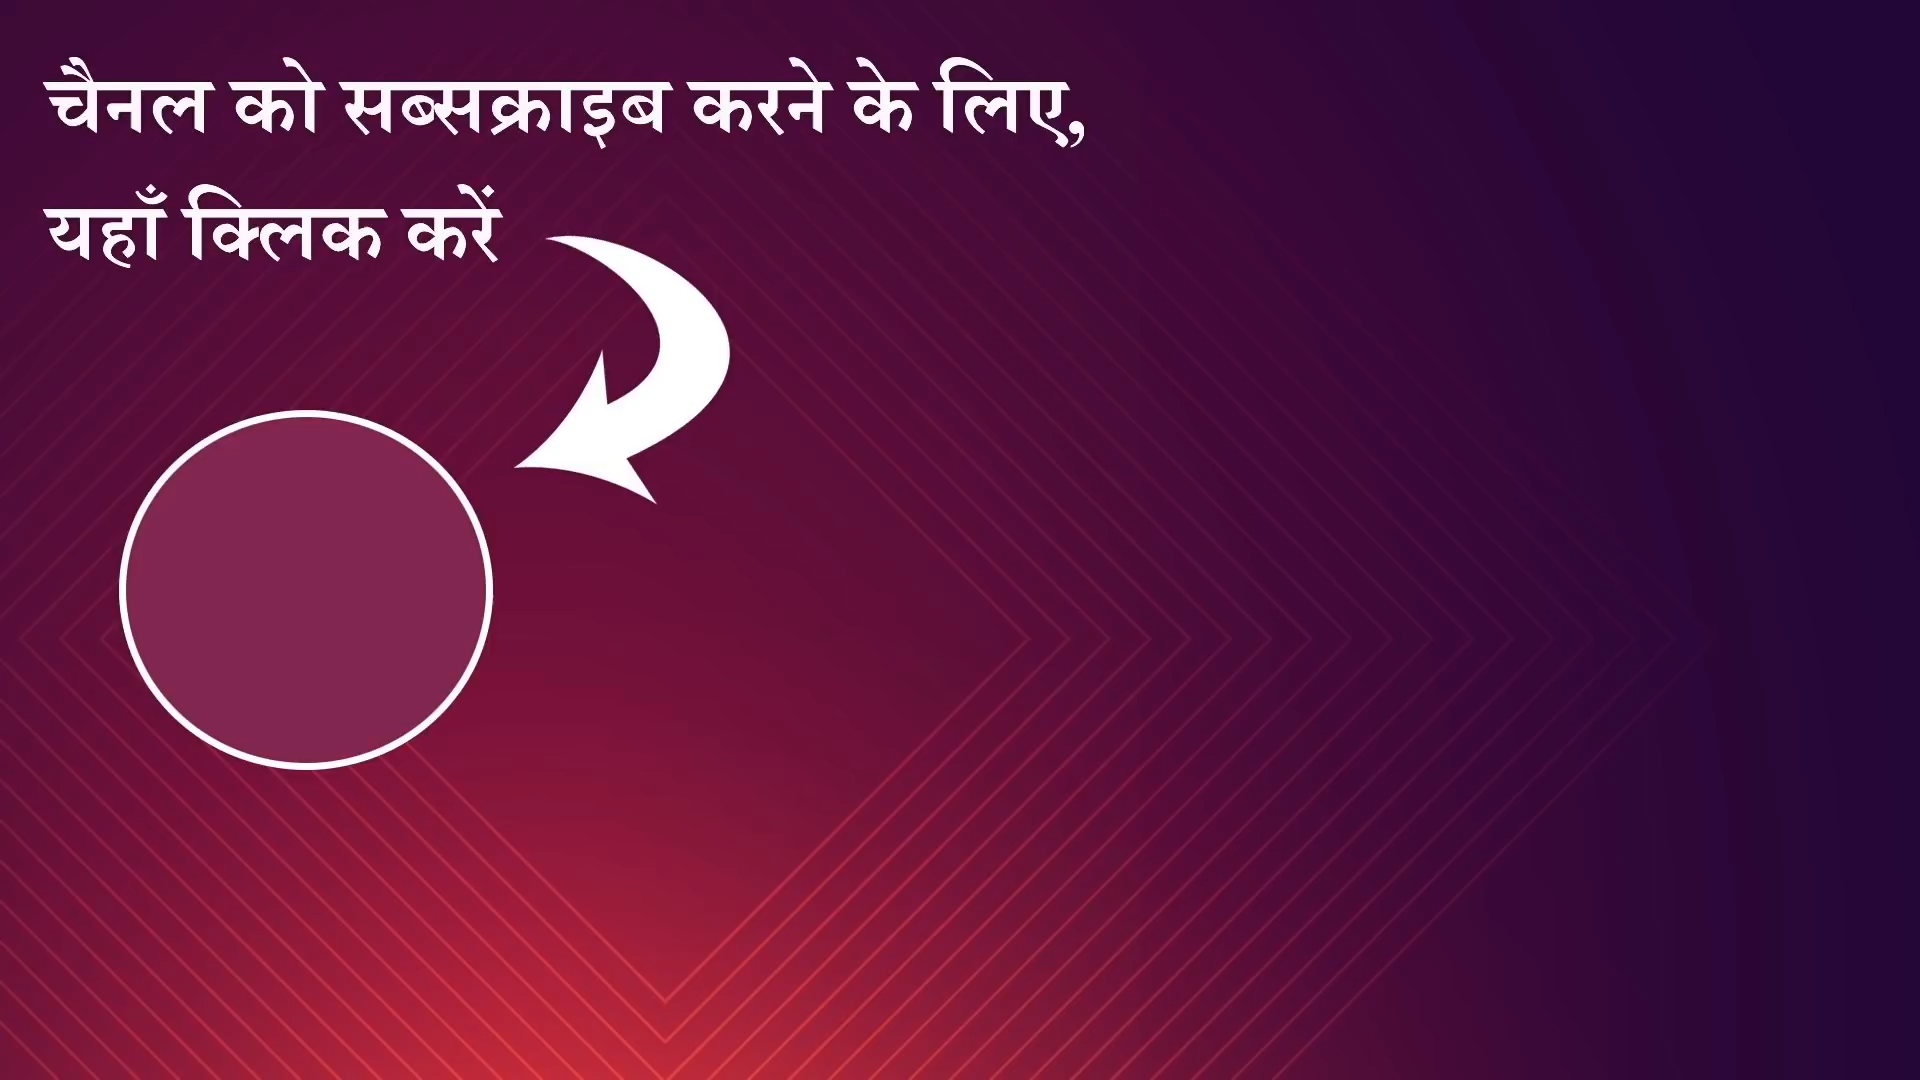 चैनल को सब्सक्राइब करने के लिए,
यहाँ क्लिक करें